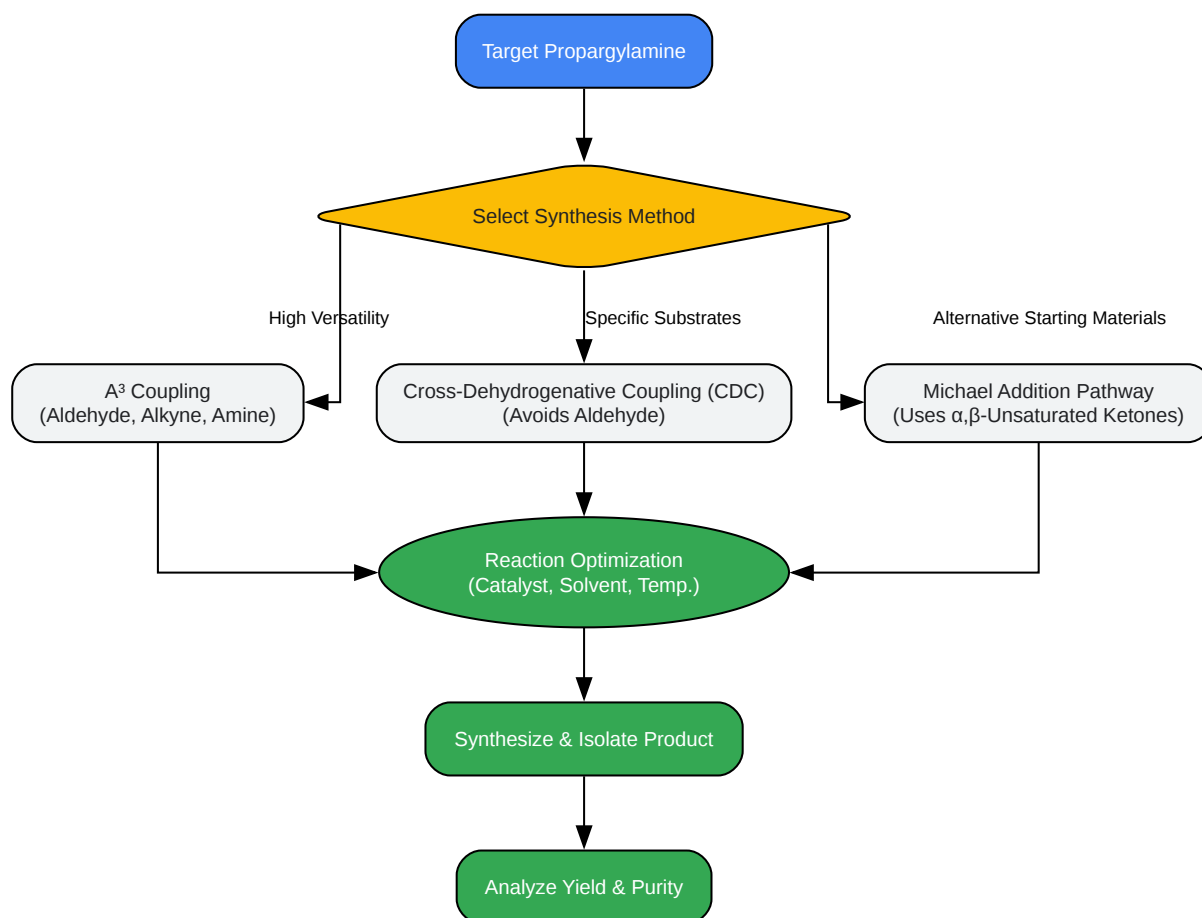 Target Propargylamine
Select Synthesis Method
High Versatility
Specific Substrates
Alternative Starting Materials
A³ Coupling
(Aldehyde, Alkyne, Amine)
Cross-Dehydrogenative Coupling (CDC)
(Avoids Aldehyde)
Michael Addition Pathway
(Uses α,β-Unsaturated Ketones)
Reaction Optimization
(Catalyst, Solvent, Temp.)
Synthesize & Isolate Product
Analyze Yield & Purity